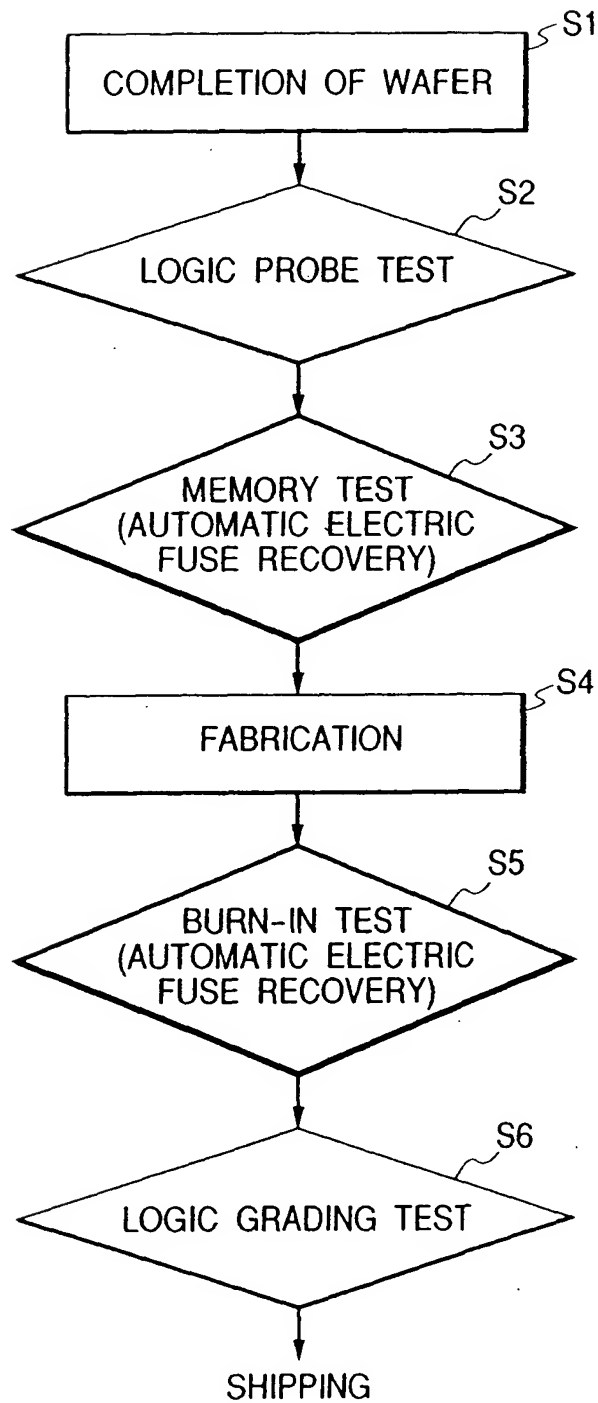 S1
COMPLETION OF WAFER
S2
LOGIC PROBE TEST
S3
MEMORY TEST
(AUTOMATIC ELECTRIC
FUSE RECOVERY)
S4
FABRICATION
S5
BURN-IN TEST
(AUTOMATIC ELECTRIC
FUSE RECOVERY)
S6
LOGIC GRADING TEST
SHIPPING